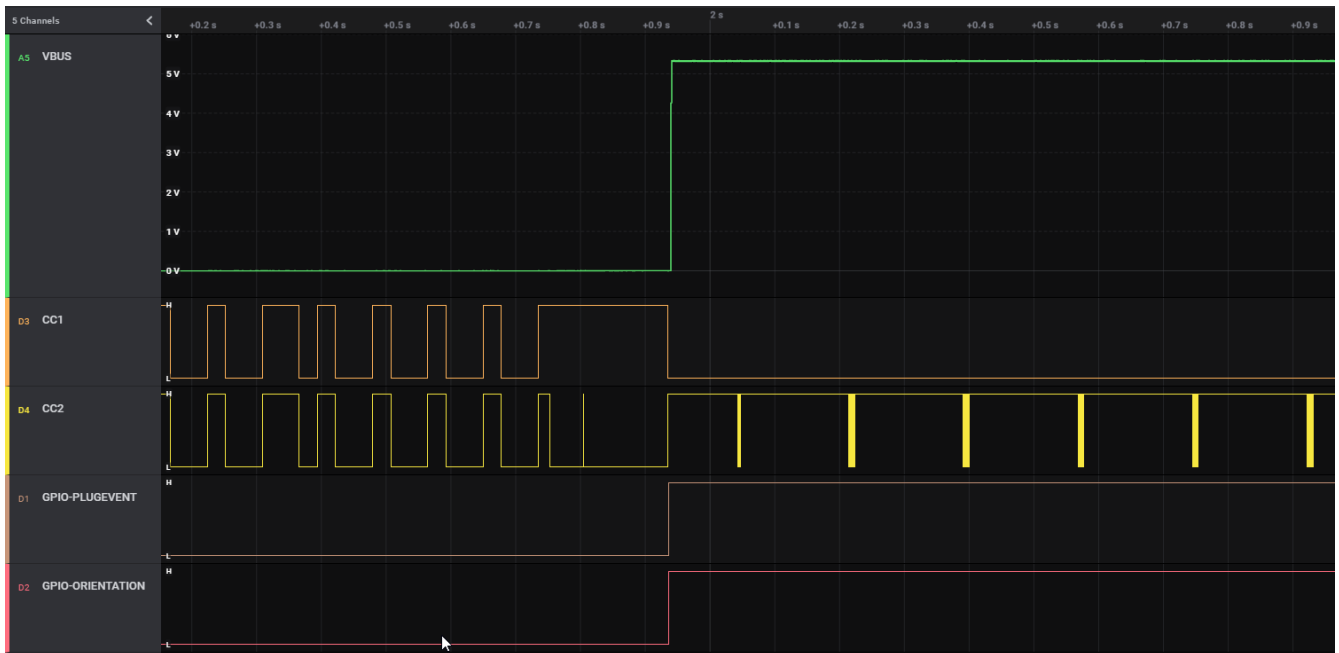 5 Channels
+0.2 s +0.3 s +0.4 s +0.5 s +0.6 s +0.7 s +0.8 s +0.9 s 2 s +0.1 s +0.2 s +0.3 s +0.4 s +0.5 s +0.6 s +0.7 s +0.8 s +0.9 s
A5 VBUS
5 V
4 V
3 V
2 V
1 V
0 V
H
D3 CC1
L
H
D4 CC2
L
H
D1 GPIO-PLUGEVENT
L
H
D2 GPIO-ORIENTATION
L